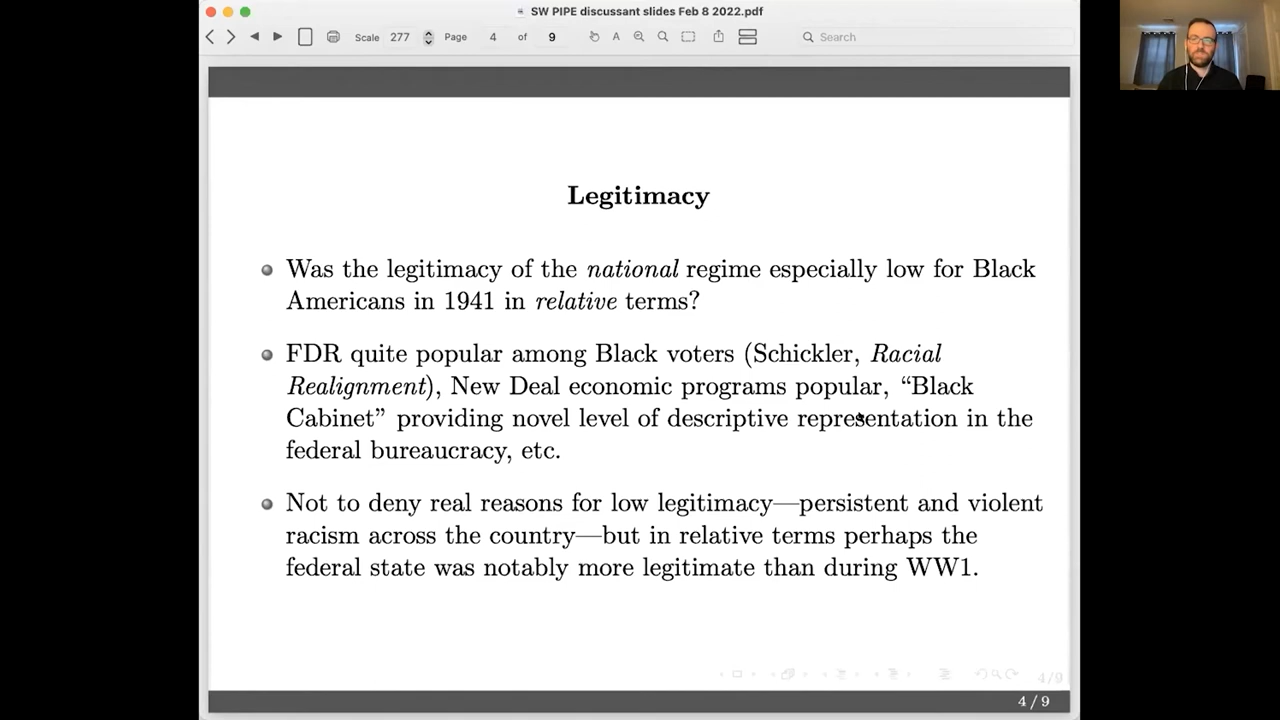 SW PIPE discussant slides Feb 8 2022.pdf
Scale 277 Page 4 of 9 Search
Legitimacy
Was the legitimacy of the national regime especially low for Black
Americans in 1941 in relative terms?
FDR quite popular among Black voters (Schickler, Racial
Realignment), New Deal economic programs popular, “Black
Cabinet” providing novel level of descriptive representation in the
federal bureaucracy, etc.
Not to deny real reasons for low legitimacy—persistent and violent
racism across the country—but in relative terms perhaps the
federal state was notably more legitimate than during WW1.
4/9
4 / 9